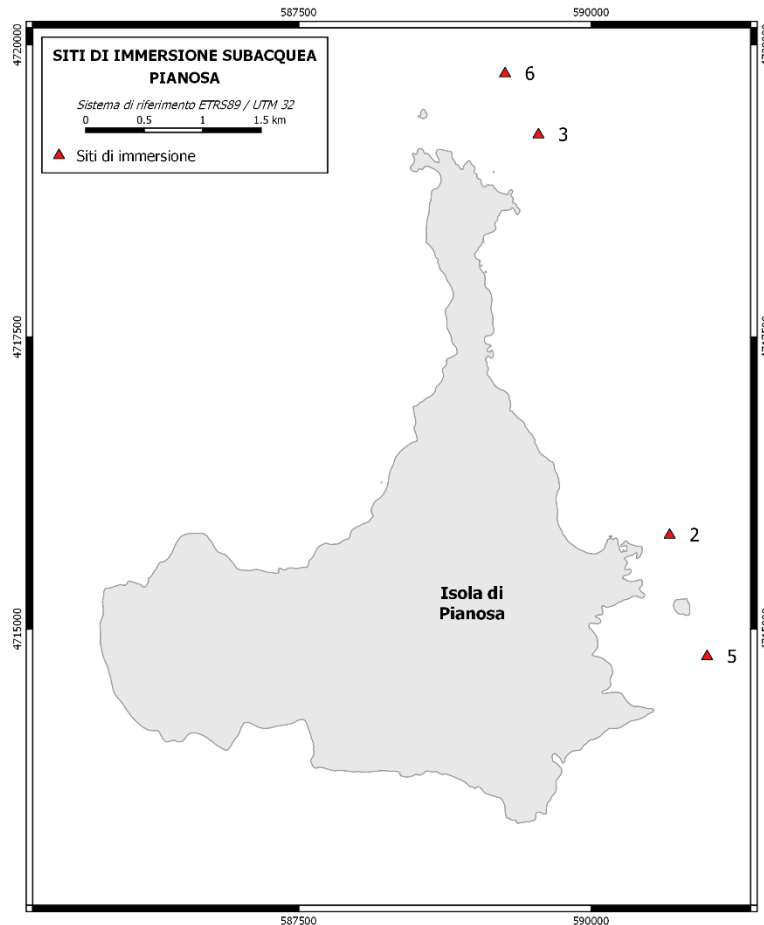 587500 590000
SITI DI IMMERSIONE SUBACQUEA
PIANOSA
Sistema di riferimento ETRS89 / UTM 32
0 0.5 1 1.5 km
Siti di immersione
6
3
4717500
2
Isola di
Pianosa
4715000
5
587500 590000